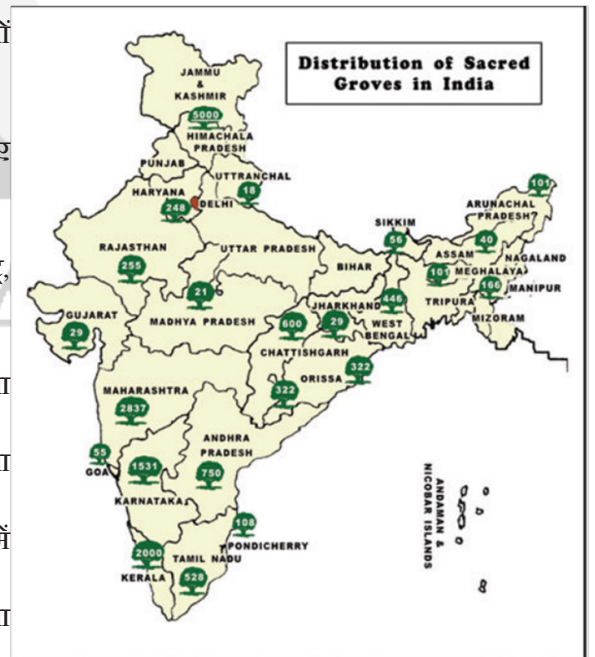 Distribution of Sacred
Groves in India
JAMMU
&
KASHMIR
5000
HIMACHALA
PRADESH
PUNJAB
UTTRANCHAL
18
HARYANA
248
DELHI
101
ARUNACHAL
PRADESH
SIKKIM
56
40
ASSAM
NAGALAND
RAJASTHAN
255
UTTAR PRADESH
BIHAR
101
MEGHALAYA
166
MANIPUR
21
JHARKHAND
446
TRIPURA
MIZORAM
GUJARAT
29
MADHYA PRADESH
600
29
WEST
BENGAL
CHATTISHGARH
322
ORISSA
322
MAHARASHTRA
2837
ANDHRA
PRADESH
55
GOA
1531
750
KARNATAKA
ANDAMAN &
NICOBAR ISLANDS
108
PONDICHERRY
2000
TAMIL NADU
KERALA
528